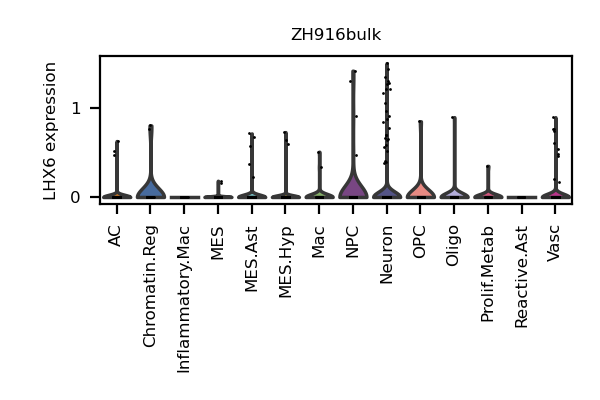 ZH916bulk
LHX6 expression
1
0
AC
Chromatin.Reg
Inflammatory.Mac
MES
MES.Ast
MES.Hyp
Mac
NPC
Neuron
OPC
Oligo
Prolif.Metab
Reactive.Ast
Vasc